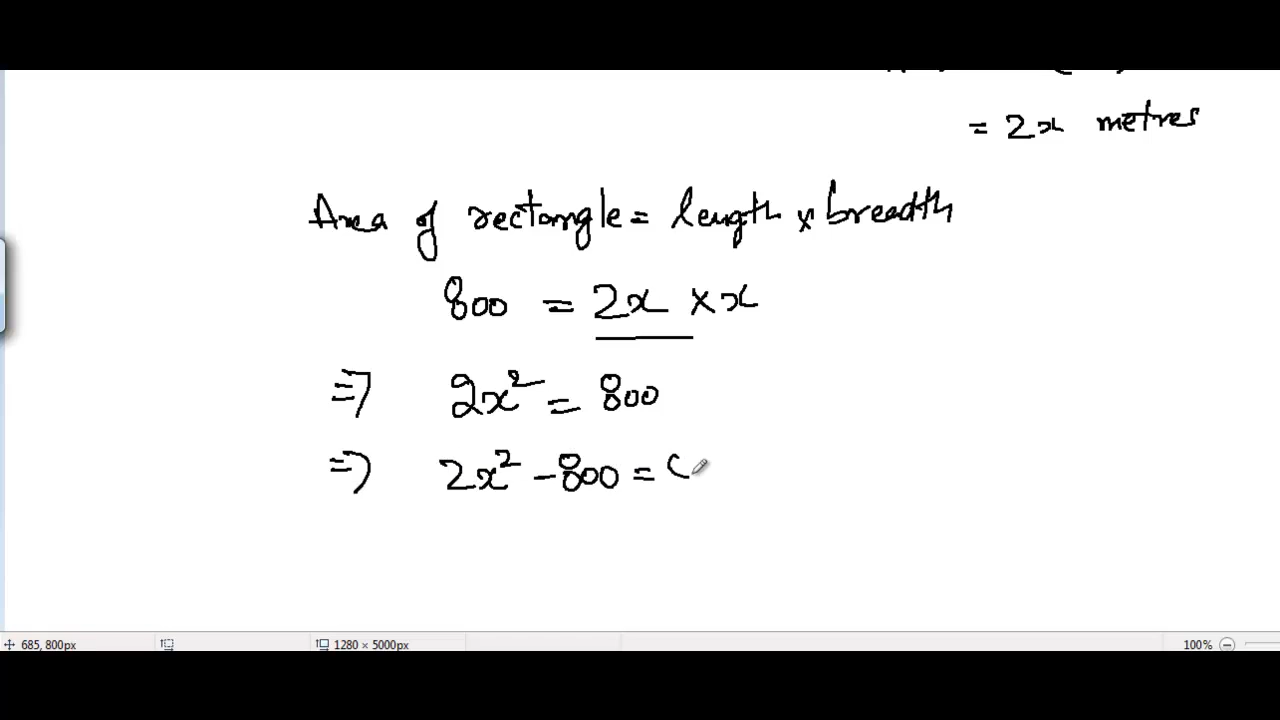 = 2x metres
Area of rectangle = length × breadth
800 = 2x × x
⇒ 2x² = 800
⇒ 2x² - 800 =
685, 800px 1280 × 5000px 100%